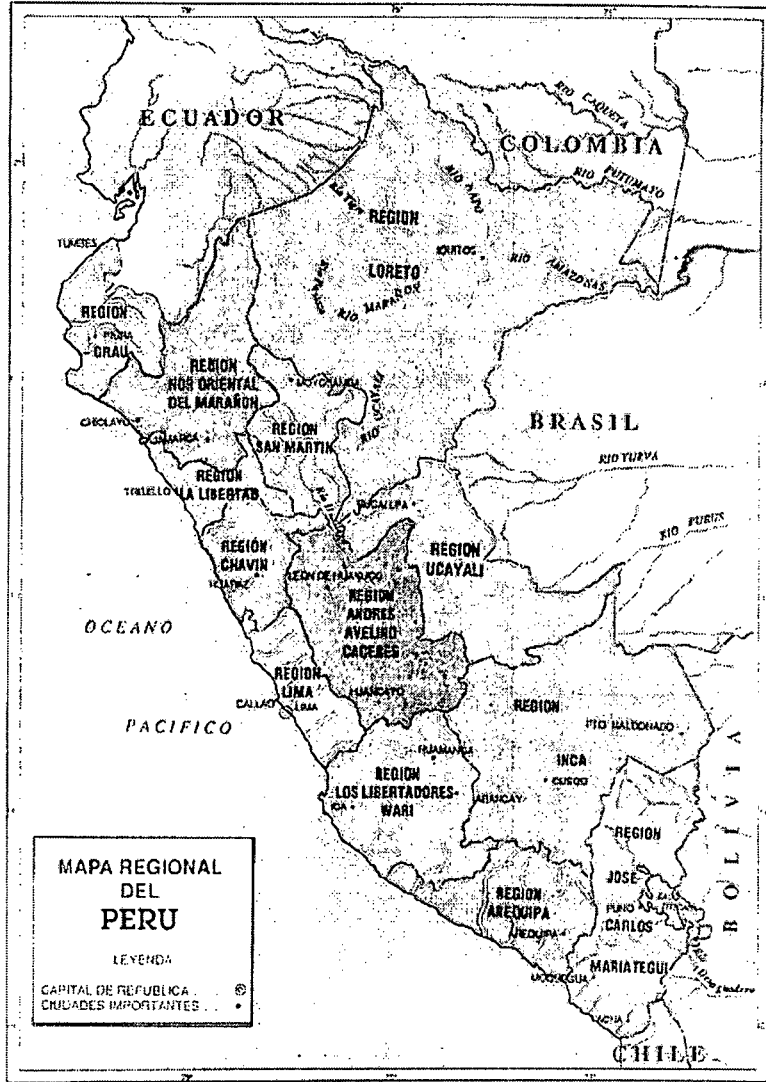 ECUADOR
COLOMBIA
RIO CAQUETA
RIO PUTUMAYO
RIO NAPO
TUMBES
REGION
LORETO
IQUITOS
RIO AMAZONAS
RIO MARAÑON
REGION
PIURA
GRAU
REGION
NOR ORIENTAL
DEL MARAÑON
MOYOBAMBA
RIO UCAYALI
REGION
SAN MARTIN
BRASIL
CHICLAYO
CAJAMARCA
RIO YURVA
TRUJILLO
REGION
LA LIBERTAD
PUCALLPA
RIO PURUS
REGION
CHAVIN
HUARAZ
REGION
UCAYALI
LEON DE HUANUCO
REGION
ANDRES
AVELINO
CACERES
OCEANO
PACIFICO
REGION
LIMA
CALLAO
LIMA
HUANCAYO
REGION
INCA
PTO MALDONADO
CUSCO
HUAMANGA
REGION
LOS LIBERTADORES-
WARI
ICA
ABANCAY
BOLIVIA
REGION
JOSE
CARLOS
MARIATEGUI
PUNO
REGION
AREQUIPA
AREQUIPA
MOQUEGUA
TACNA
CHILE
MAPA REGIONAL
DEL
PERU
LEYENDA
CAPITAL DE REPUBLICA . .
CIUDADES IMPORTANTES . . .